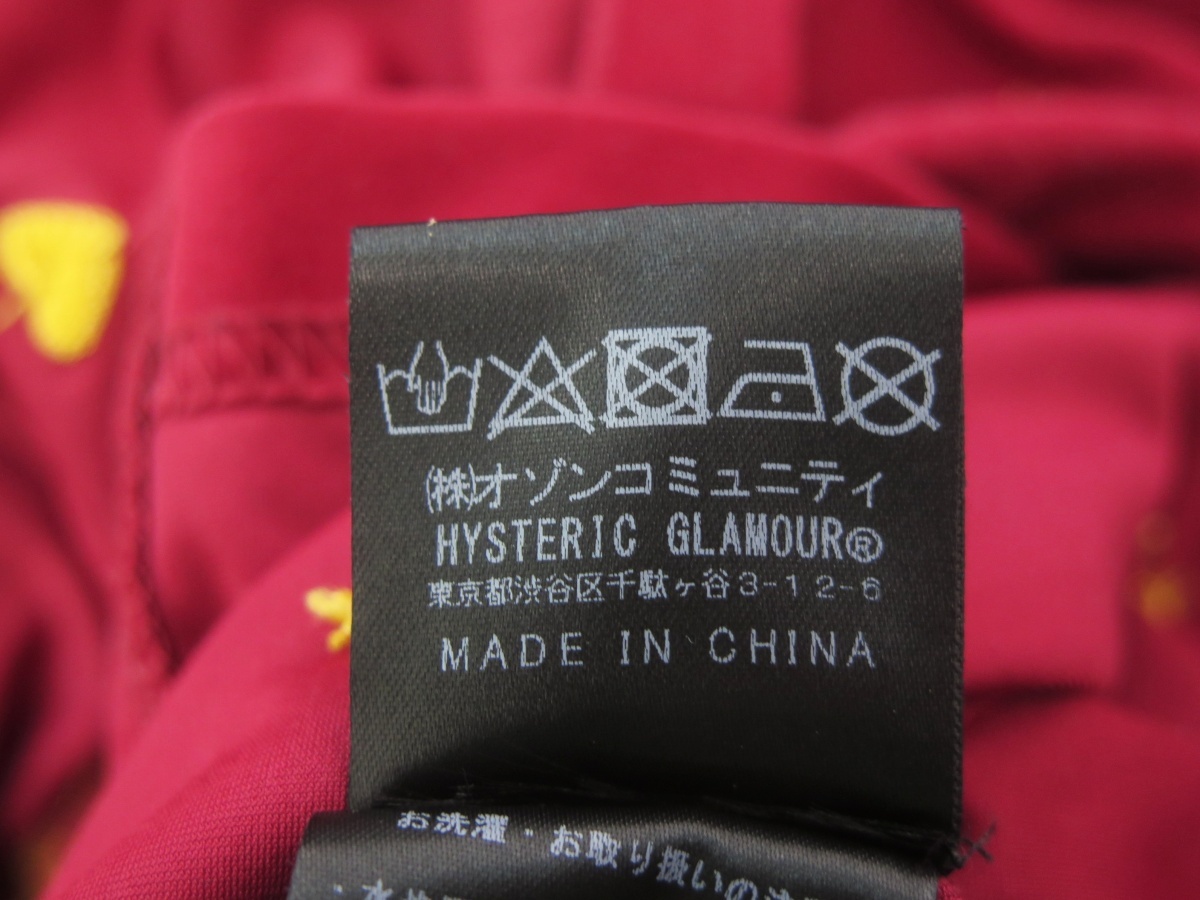 (株)オゾンコミュニティ
HYSTERIC GLAMOUR®
東京都渋谷区千駄ヶ谷3-12-6
MADE IN CHINA
お洗濯・お取り扱いの注